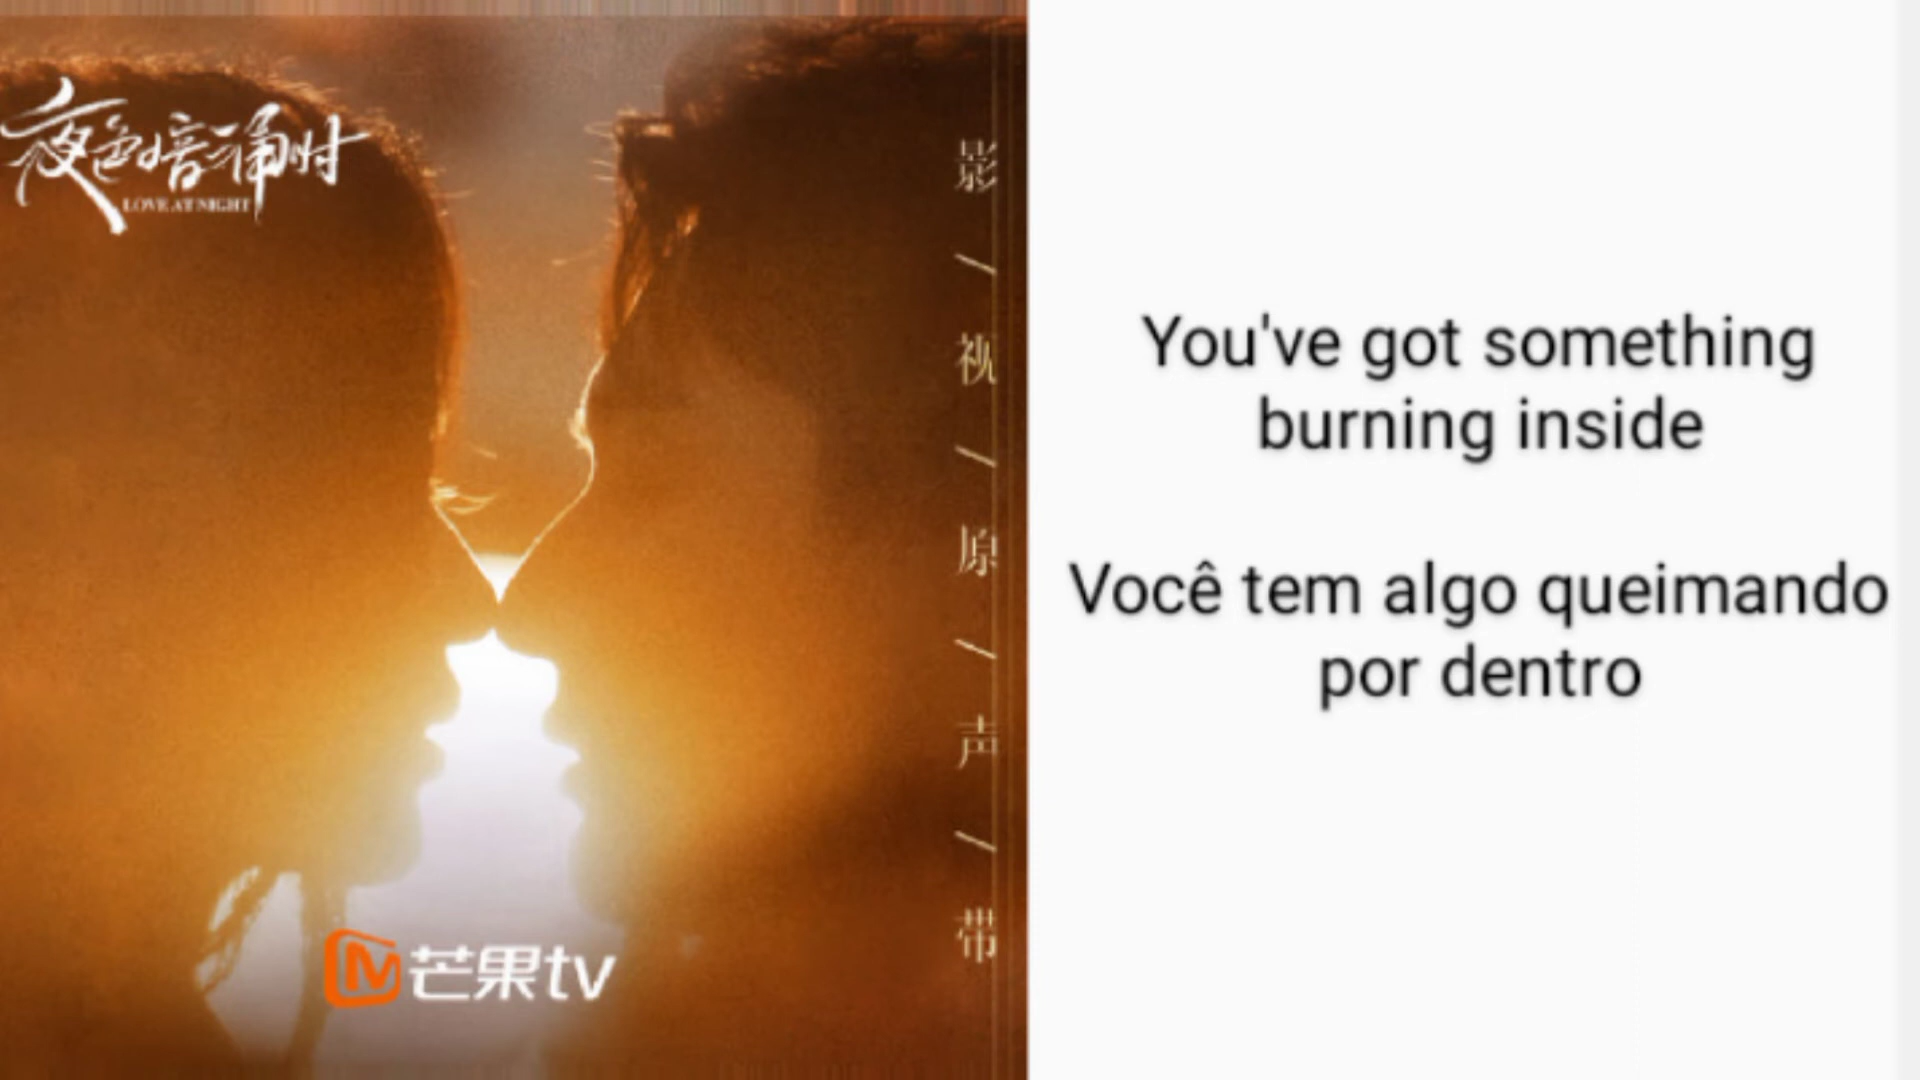 夜色暗涌时
LOVE AT NIGHT
影/视/原/声/带
芒果tv
You've got something
burning inside
Você tem algo queimando
por dentro